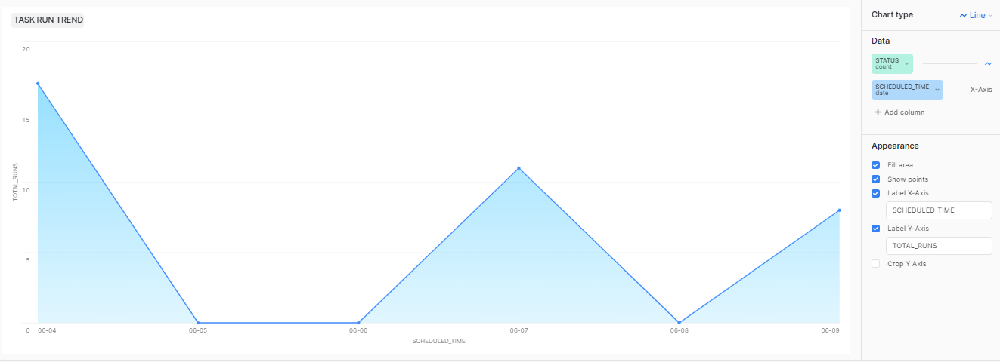 TASK RUN TREND
20
15
10
5
0
TOTAL_RUNS
06-04
06-05
06-06
06-07
06-08
06-09
SCHEDULED_TIME
Chart type
Line
Data
STATUS
count
SCHEDULED_TIME
date
X-Axis
+ Add column
Appearance
Fill area
Show points
Label X-Axis
SCHEDULED_TIME
Label Y-Axis
TOTAL_RUNS
Crop Y Axis